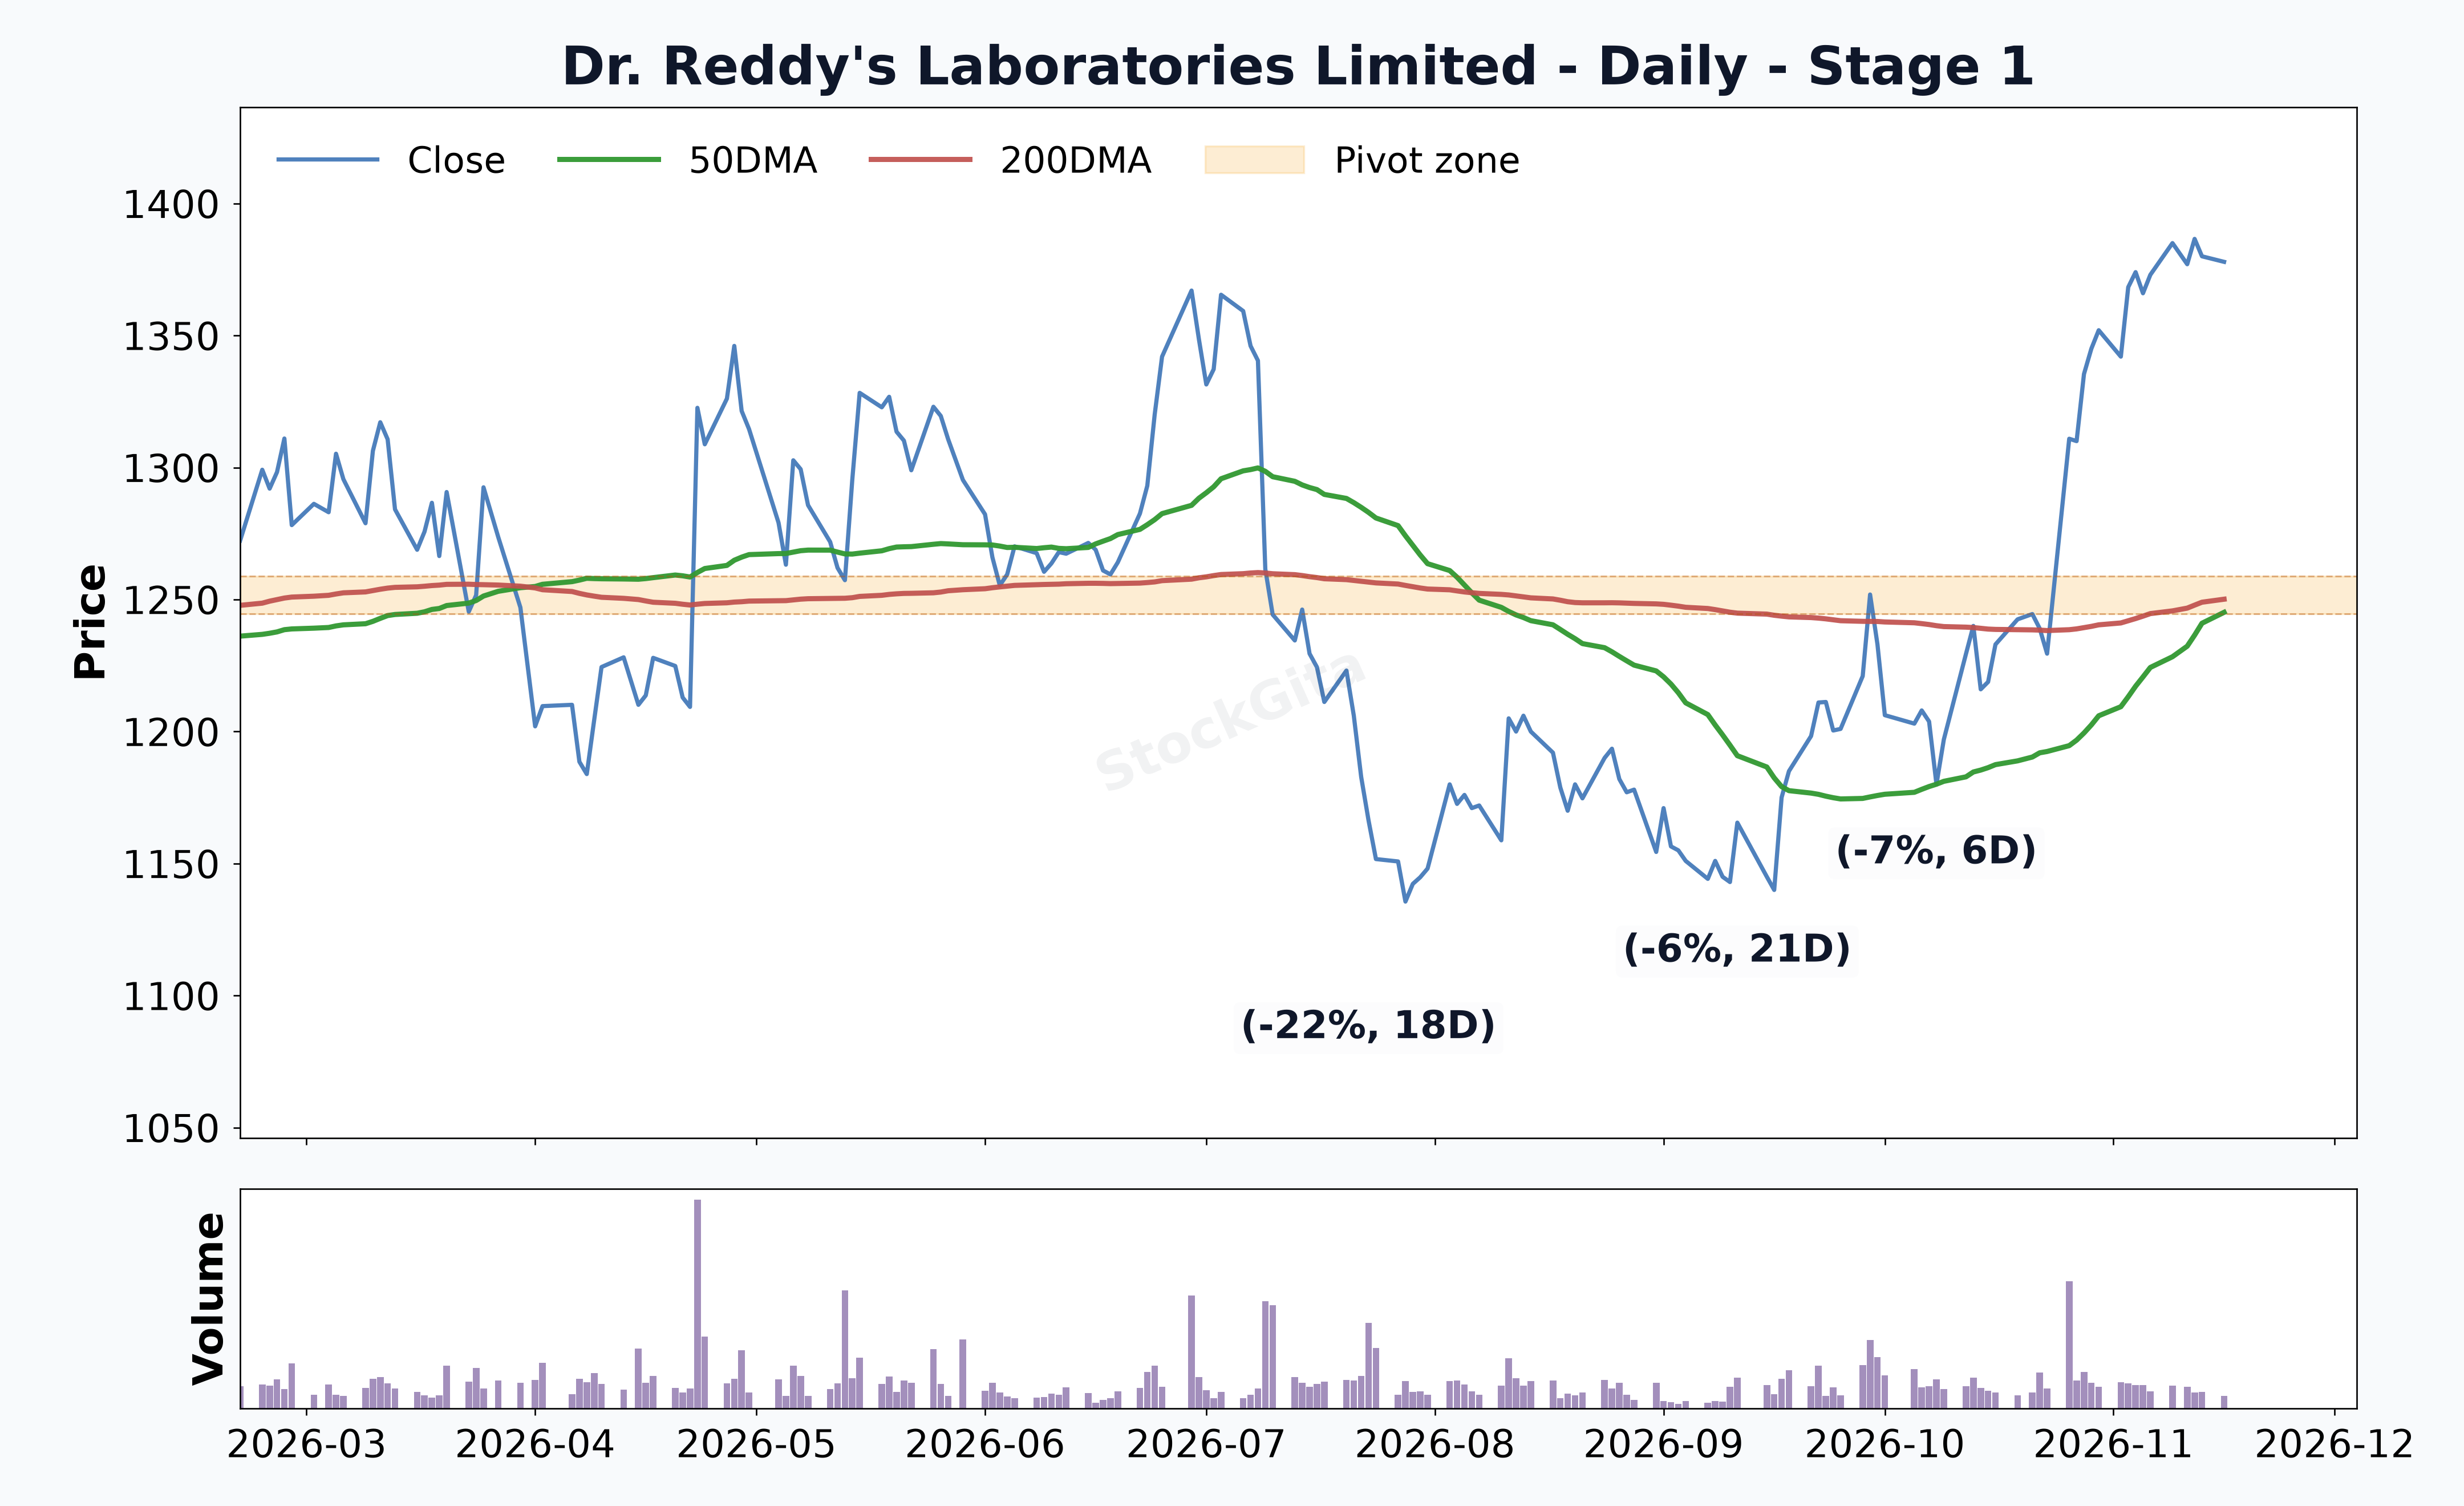 Dr. Reddy's Laboratories Limited - Daily - Stage 1
Close 50DMA 200DMA Pivot zone
Price
1400
1350
1300
1250
1200
1150
1100
1050
StockGita
(-7%, 6D)
(-6%, 21D)
(-22%, 18D)
Volume
2026-03 2026-04 2026-05 2026-06 2026-07 2026-08 2026-09 2026-10 2026-11 2026-12